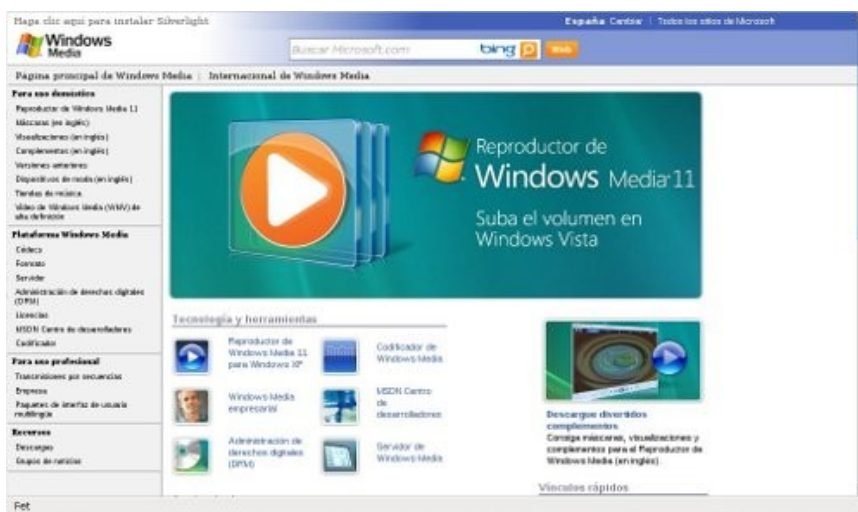 Haga clic aquí para instalar Silverlight
España Cambiar | Todos los sitios de Microsoft
Windows
Media
Buscar Microsoft.com
bing
Web
Página principal de Windows Media | Internacional de Windows Media
Para uso doméstico
Reproductor de Windows Media 11
Máscaras (en inglés)
Visualizaciones (en inglés)
Complementos (en inglés)
Versiones anteriores
Dispositivos de moda (en inglés)
Tiendas de música
Vídeo de Windows Media (WMV) de
alta definición
Plataforma Windows Media
Códecs
Formato
Servidor
Administración de derechos digitales
(DRM)
Licencias
MSDN Centro de desarrolladores
Codificador
Para uso profesional
Transmisiones por secuencias
Empresa
Paquetes de interfaz de usuario
multilingüe
Recursos
Descargas
Grupos de noticias
Reproductor de
Windows Media 11
Suba el volumen en
Windows Vista
Tecnología y herramientas
Reproductor de
Windows Media 11
para Windows XP
Codificador de
Windows Media
Windows Media
empresarial
MSDN Centro
de
desarrolladores
Administración de
derechos digitales
(DRM)
Servidor de
Windows Media
Descargue divertidos
complementos
Consiga máscaras, visualizaciones y
complementos para el Reproductor de
Windows Media (en inglés).
Vínculos rápidos
Fet